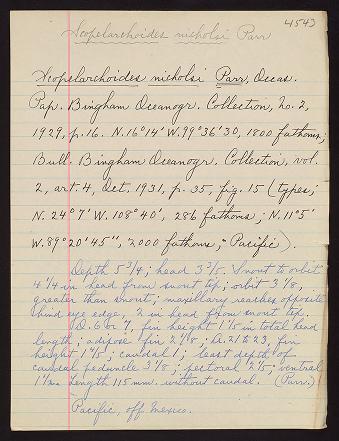 4543
Scopelarchoides nicholsi Parr
Scopelarchoides nicholsi Parr, Occas.
Pap. Bingham Oceanogr. Collection, no. 2,
1929, p. 16. N. 16°14' W. 99°36'30, 1800 fathoms;
Bull. Bingham Oceanogr. Collection, vol.
2, art 4, Oct, 1931, p. 35, fig. 15 (types;
N. 24°7' W. 108°40', 286 fathoms; N. 11°5'
W. 89°20'45", 2000 fathoms; Pacific).
Depth 5 3/4; head 3 2/5. Snout to orbit
4 1/4 in head from snout tip; orbit 3 1/8,
greater than snout; maxillary reaches opposite
hind eye edge, 2 in head from snout tip.
D. 6 or 7, fin height 1 1/5 in total head
length; adipose fin 2 1/8; A. 21 to 23, fin
height 1 4/5; caudal 1; least depth of
caudal peduncle 3 1/8; pectoral 2 1/5; ventral
Length 115 mm. without caudal. (Parr.)
Pacific, off Mexico.